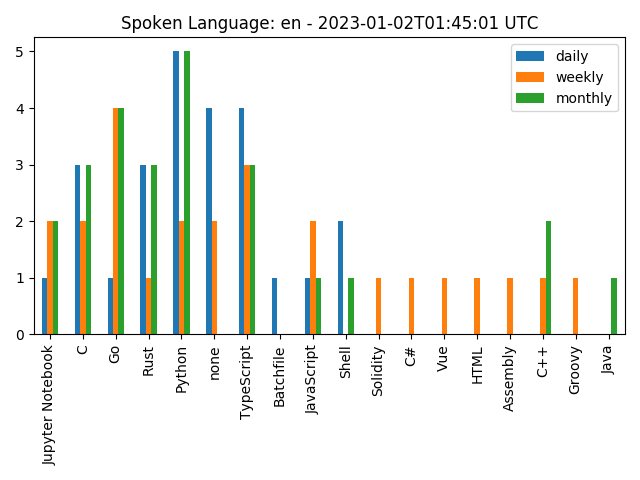 Spoken Language: en - 2023-01-02T01:45:01 UTC
daily
weekly
monthly
5
4
3
2
1
0
Jupyter Notebook
C
Go
Rust
Python
none
TypeScript
Batchfile
JavaScript
Shell
Solidity
C#
Vue
HTML
Assembly
C++
Groovy
Java